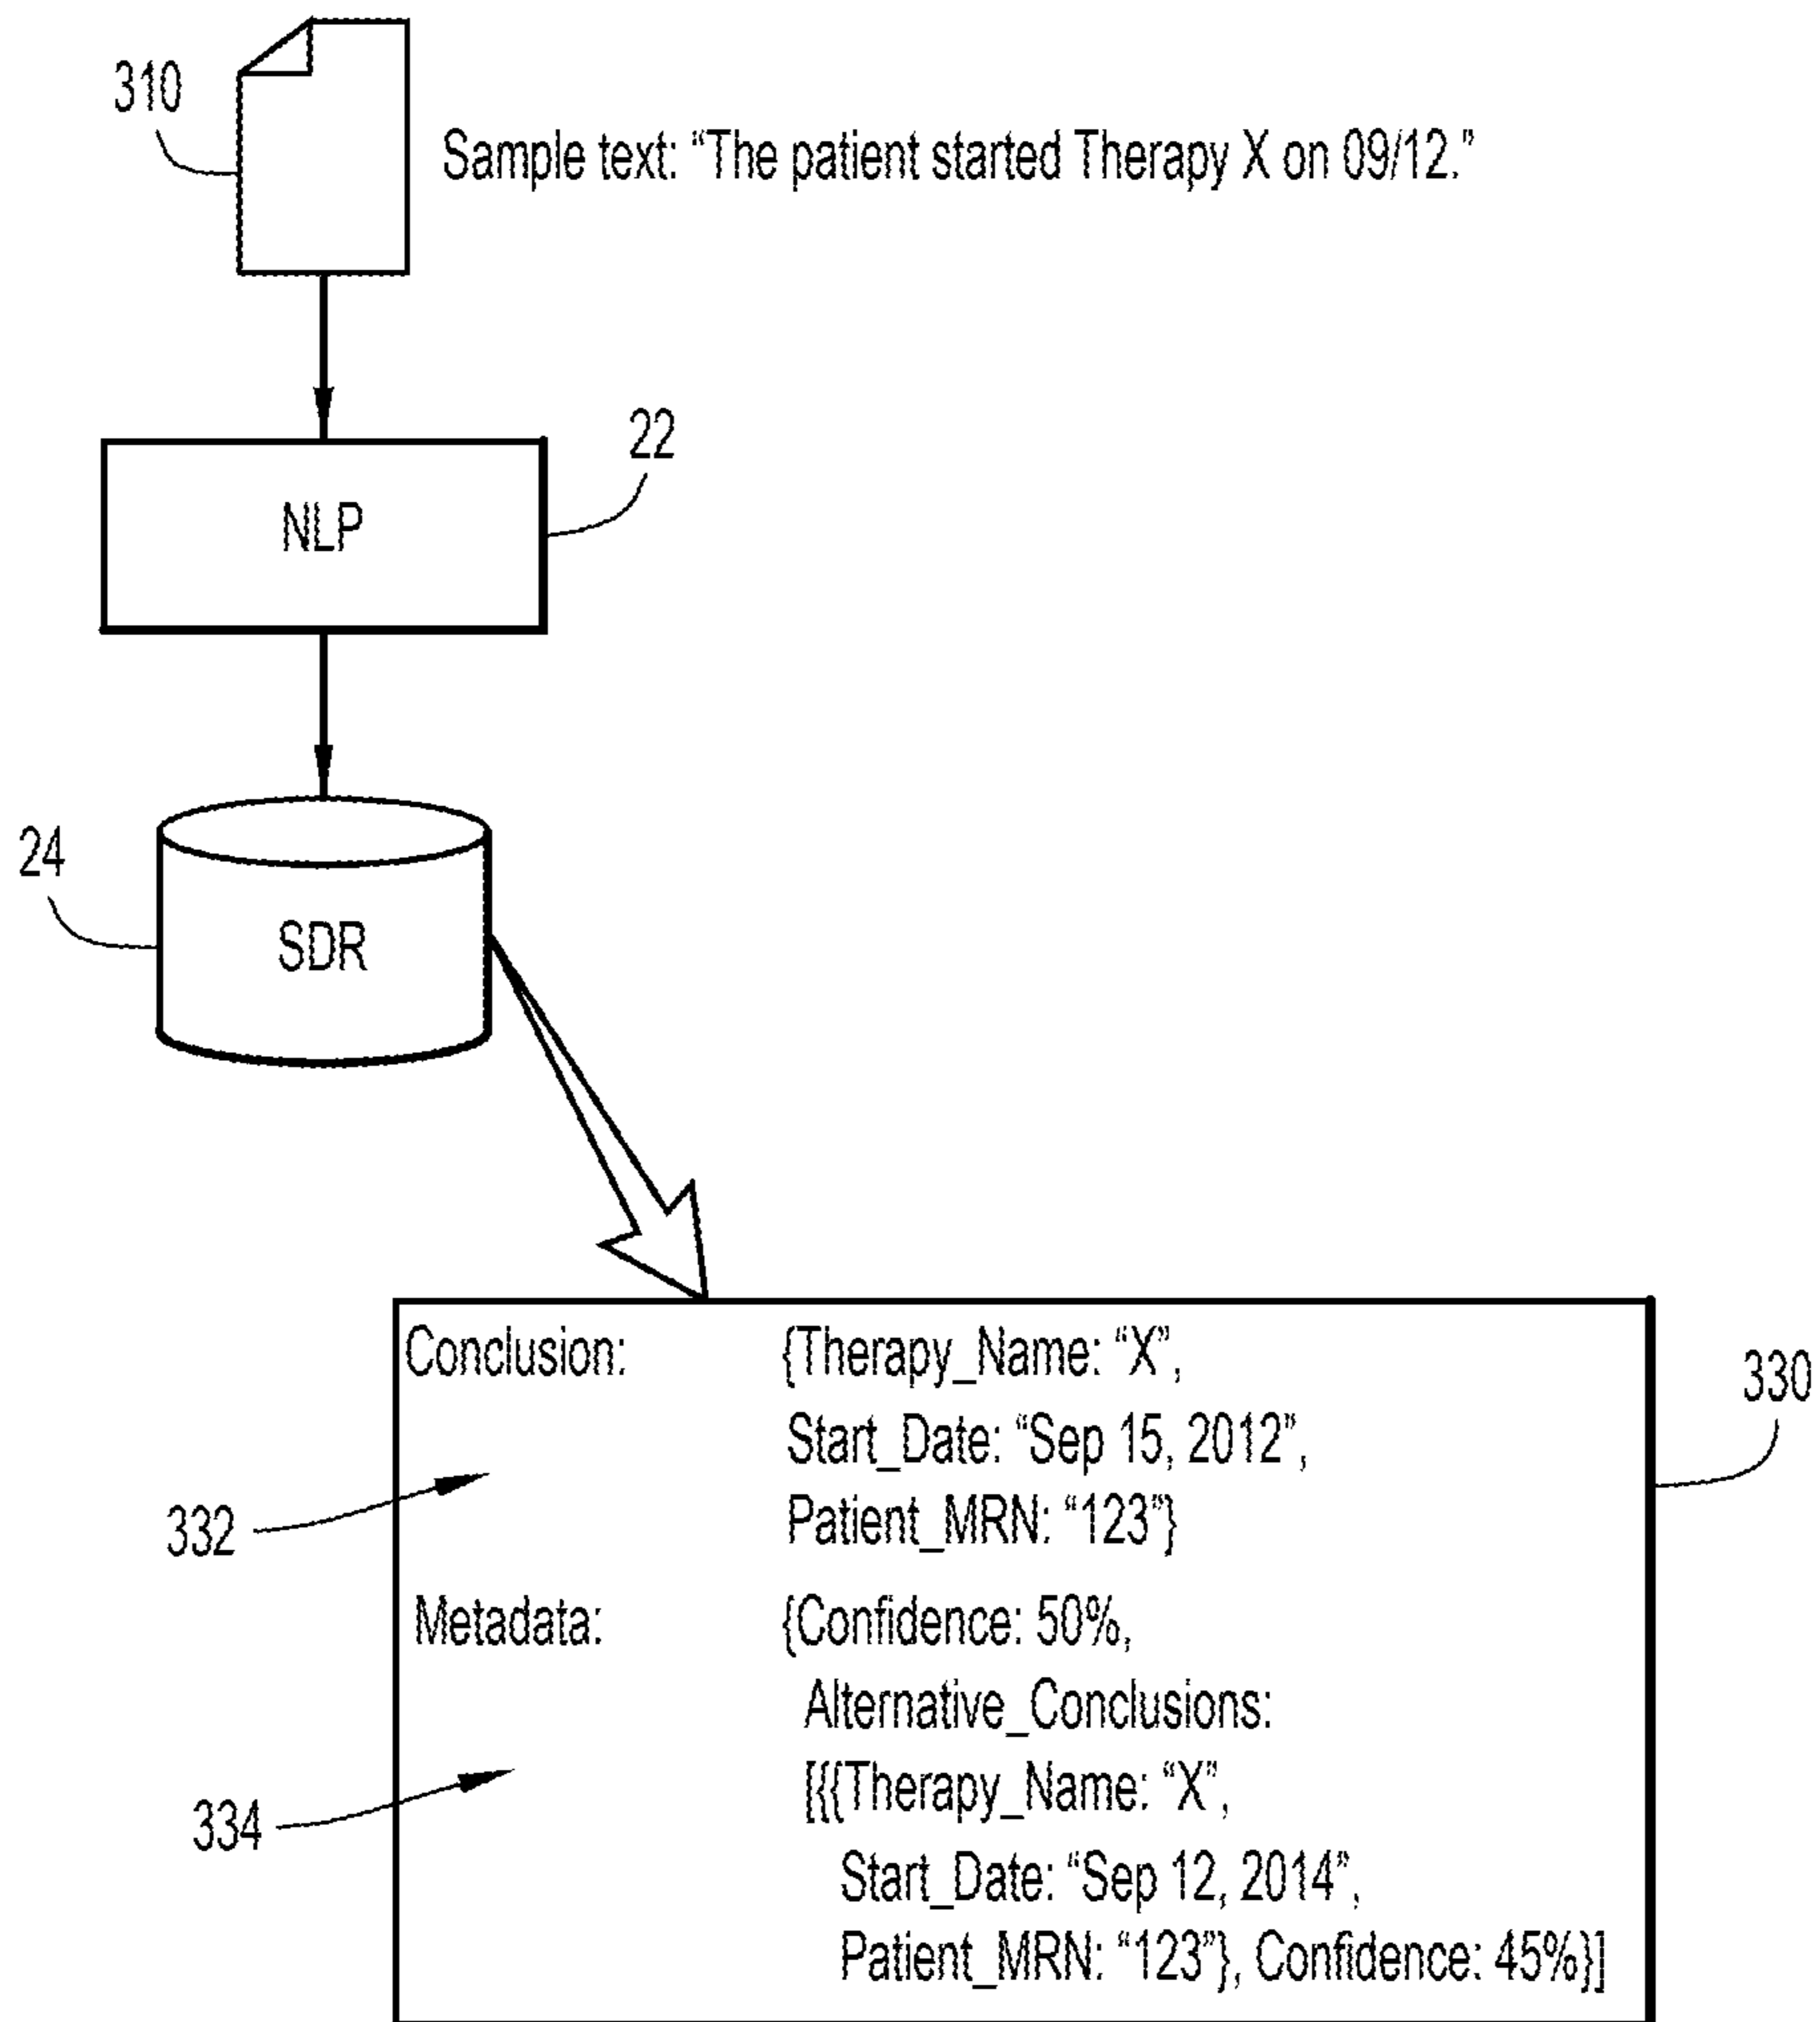 310
Sample text: “The patient started Therapy X on 09/12.”
22
NLP
24
SDR
Conclusion: {Therapy_Name: “X”,
330
Start_Date: “Sep 15, 2012”,
332
Patient_MRN: “123”}
Metadata: {Confidence: 50%,
Alternative_Conclusions:
334
[{{Therapy_Name: “X”,
Start_Date: “Sep 12, 2014”,
Patient_MRN: “123”}, Confidence: 45%}]